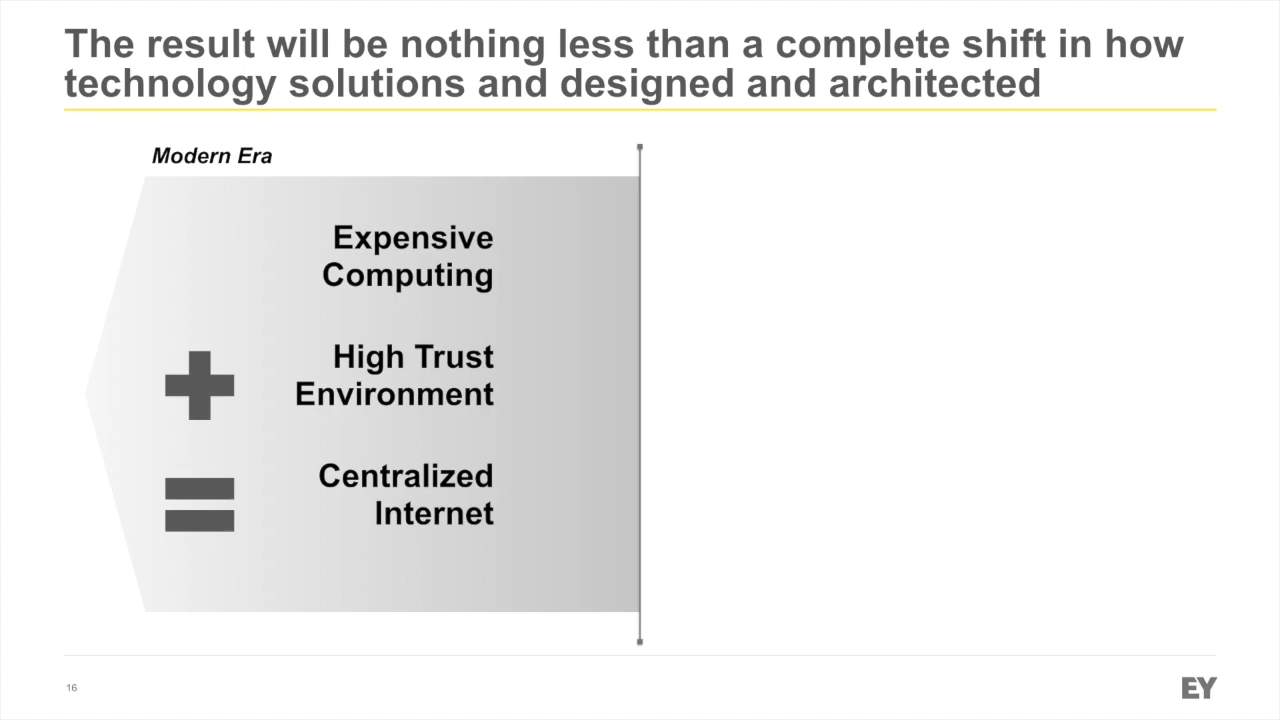 The result will be nothing less than a complete shift in how
technology solutions and designed and architected
Modern Era
Expensive
Computing
High Trust
Environment
Centralized
Internet
16
EY